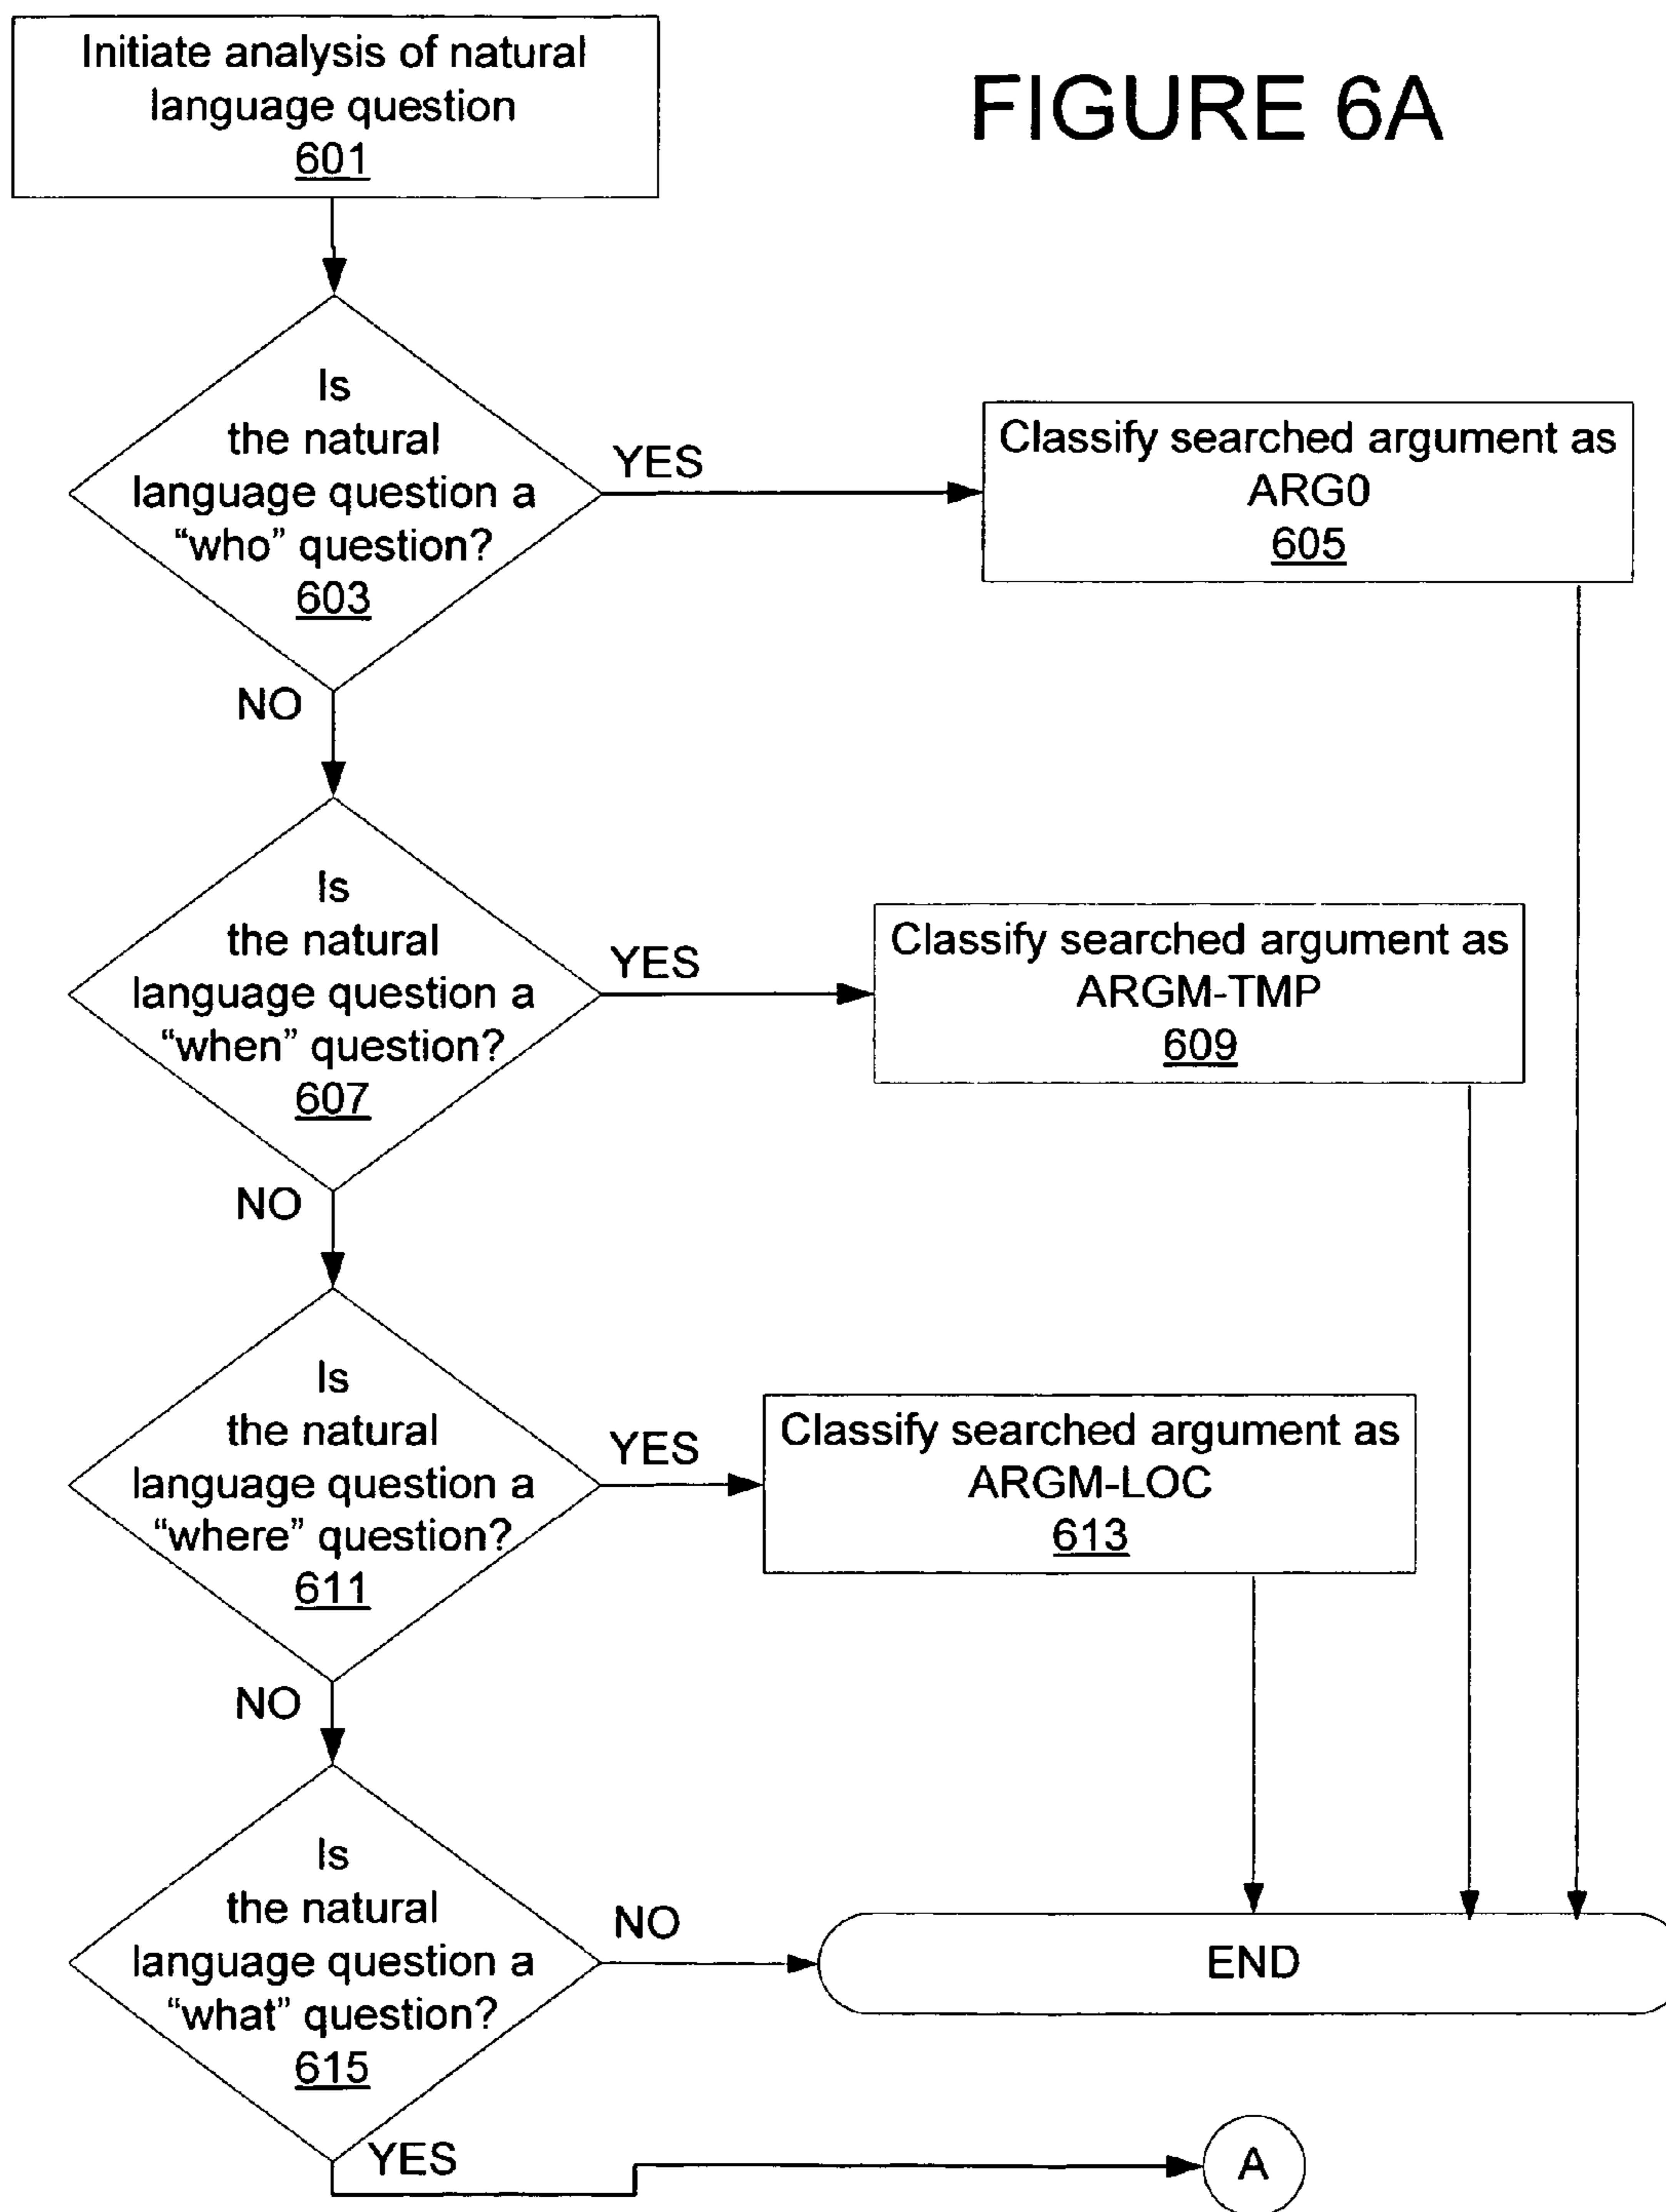 Initiate analysis of natural
language question
601
FIGURE 6A
Is
the natural
language question a
“who” question?
603
YES
Classify searched argument as
ARG0
605
NO
Is
the natural
language question a
“when” question?
607
YES
Classify searched argument as
ARGM-TMP
609
NO
Is
the natural
language question a
“where” question?
611
YES
Classify searched argument as
ARGM-LOC
613
NO
Is
the natural
language question a
“what” question?
615
NO
END
YES
A